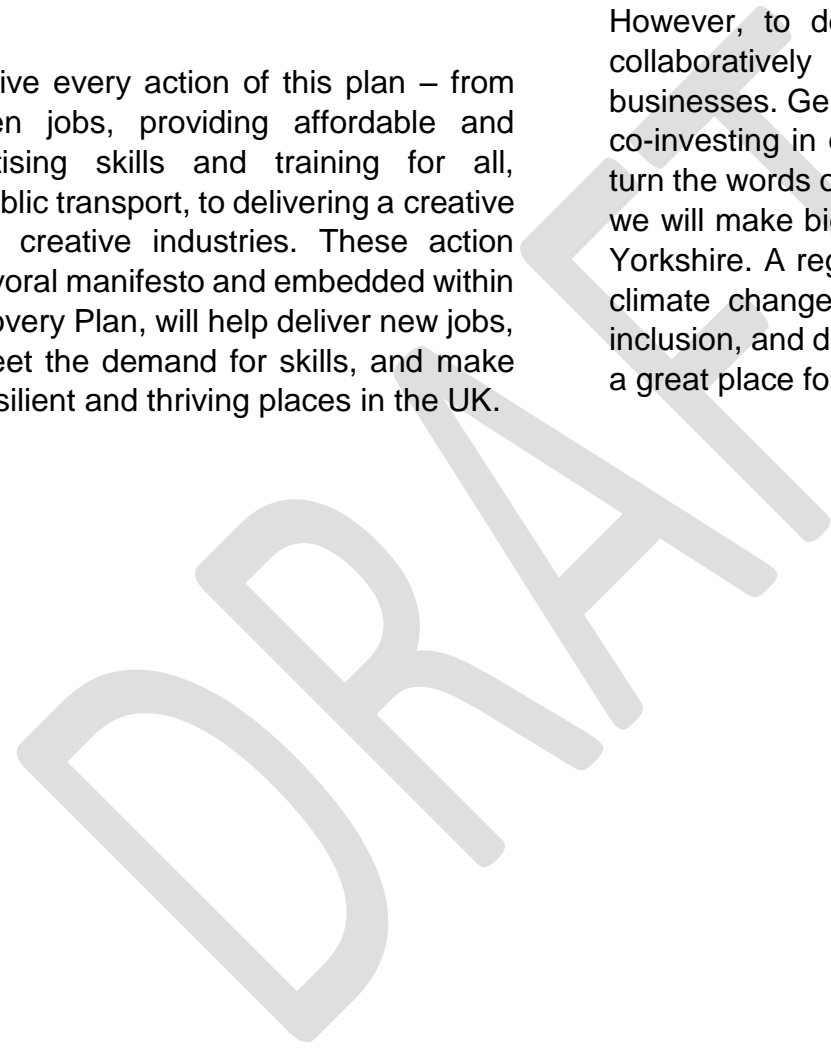 ive every action of this plan – from
en jobs, providing affordable and
tising skills and training for all,
blic transport, to delivering a creative
creative industries. These action
yoral manifesto and embedded within
overy Plan, will help deliver new jobs,
eet the demand for skills, and make
silient and thriving places in the UK.
However, to de
collaboratively
businesses. Ge
co-investing in
turn the words o
we will make big
Yorkshire. A reg
climate change
inclusion, and d
a great place fo
DRAFT